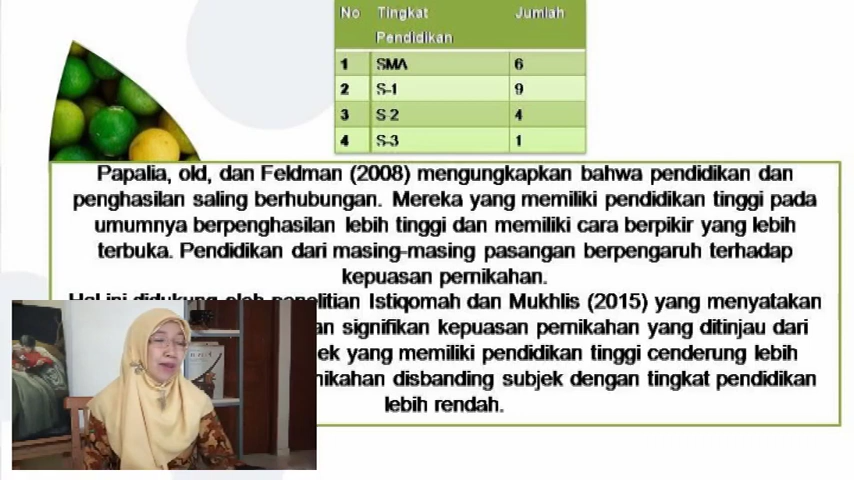 No Tingkat Pendidikan Jumlah
1 SMA 6
2 S-1 9
3 S-2 4
4 S-3 1
Papalia, old, dan Feldman (2008) mengungkapkan bahwa pendidikan dan
penghasilan saling berhubungan. Mereka yang memiliki pendidikan tinggi pada
umumnya berpenghasilan lebih tinggi dan memiliki cara berpikir yang lebih
terbuka. Pendidikan dari masing-masing pasangan berpengaruh terhadap
kepuasan pernikahan.
Hal ini didukung oleh penelitian Istiqomah dan Mukhlis (2015) yang menyatakan
signifikan kepuasan pernikahan yang ditinjau dari
yang memiliki pendidikan tinggi cenderung lebih
disbanding subjek dengan tingkat pendidikan
lebih rendah.